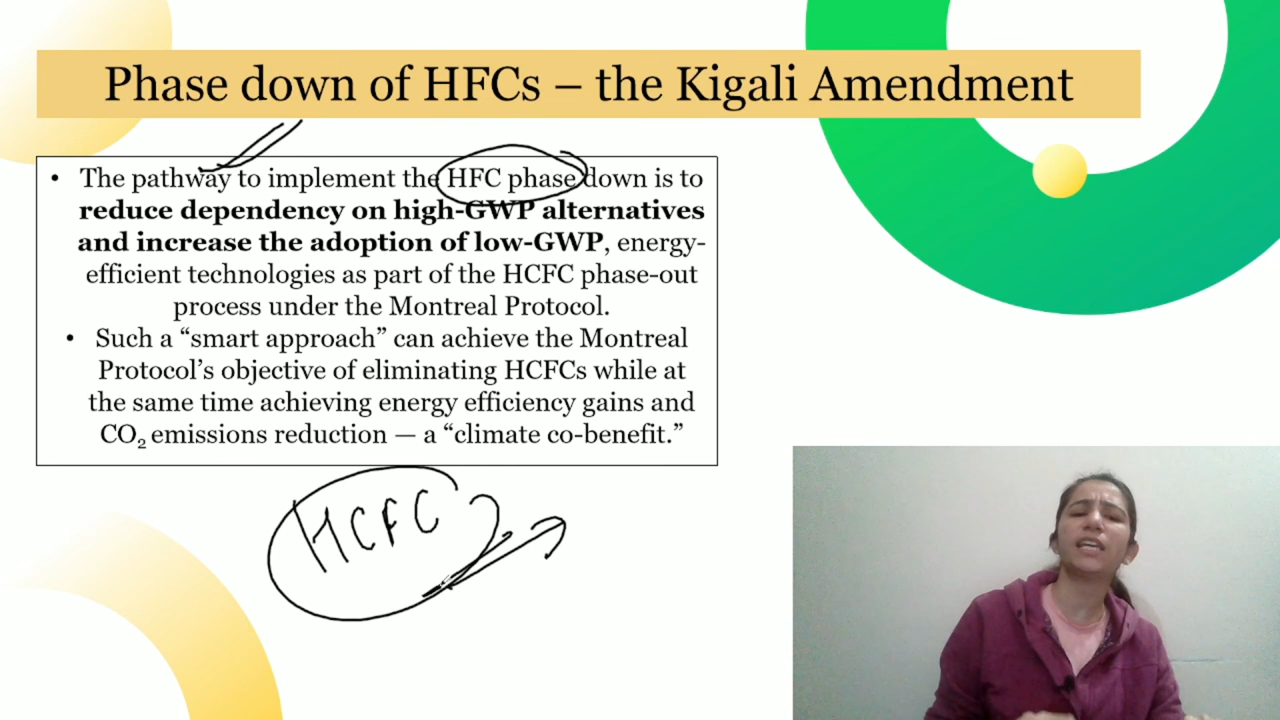 Phase down of HFCs – the Kigali Amendment
• The pathway to implement the HFC phase down is to
reduce dependency on high-GWP alternatives
and increase the adoption of low-GWP, energy-
efficient technologies as part of the HCFC phase-out
process under the Montreal Protocol.
• Such a “smart approach” can achieve the Montreal
Protocol’s objective of eliminating HCFCs while at
the same time achieving energy efficiency gains and
CO₂ emissions reduction — a “climate co-benefit.”
HCFC